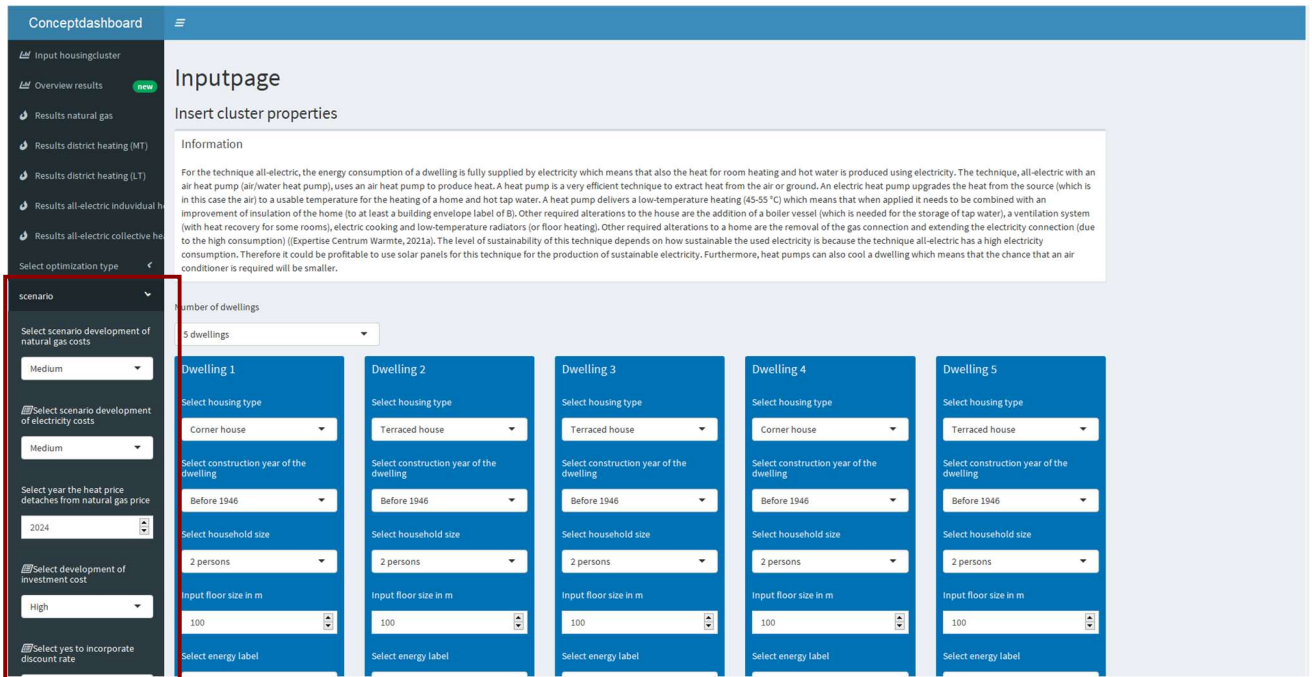 Conceptdashboard
Input housingcluster
Overview results new
Results natural gas
Results district heating (MT)
Results district heating (LT)
Results all-electric induvidual h
Results all-electric collective hea
Select optimization type
scenario
Select scenario development of
natural gas costs
Medium
Select scenario development
of electricity costs
Medium
Select year the heat price
detaches from natural gas price
2024
Select development of
investment cost
High
Select yes to incorporate
discount rate
Inputpage
Insert cluster properties
Information
For the technique all-electric, the energy consumption of a dwelling is fully supplied by electricity which means that also the heat for room heating and hot water is produced using electricity. The technique, all-electric with an
air heat pump (air/water heat pump), uses an air heat pump to produce heat. A heat pump is a very efficient technique to extract heat from the air or ground. An electric heat pump upgrades the heat from the source (which is
in this case the air) to a usable temperature for the heating of a home and hot tap water. A heat pump delivers a low-temperature heating (45-55 °C) which means that when applied it needs to be combined with an
improvement of insulation of the home (to at least a building envelope label of B). Other required alterations to the house are the addition of a boiler vessel (which is needed for the storage of tap water), a ventilation system
(with heat recovery for some rooms), electric cooking and low-temperature radiators (or floor heating). Other required alterations to a home are the removal of the gas connection and extending the electricity connection (due
to the high consumption) ((Expertise Centrum Warmte, 2021a). The level of sustainability of this technique depends on how sustainable the used electricity is because the technique all-electric has a high electricity
consumption. Therefore it could be profitable to use solar panels for this technique for the production of sustainable electricity. Furthermore, heat pumps can also cool a dwelling which means that the chance that an air
conditioner is required will be smaller.
Number of dwellings
5 dwellings
Dwelling 1
Select housing type
Corner house
Select construction year of the
dwelling
Before 1946
Select household size
2 persons
Input floor size in m
100
Select energy label
Dwelling 2
Select housing type
Terraced house
Select construction year of the
dwelling
Before 1946
Select household size
2 persons
Input floor size in m
100
Select energy label
Dwelling 3
Select housing type
Terraced house
Select construction year of the
dwelling
Before 1946
Select household size
2 persons
Input floor size in m
100
Select energy label
Dwelling 4
Select housing type
Corner house
Select construction year of the
dwelling
Before 1946
Select household size
2 persons
Input floor size in m
100
Select energy label
Dwelling 5
Select housing type
Terraced house
Select construction year of the
dwelling
Before 1946
Select household size
2 persons
Input floor size in m
100
Select energy label